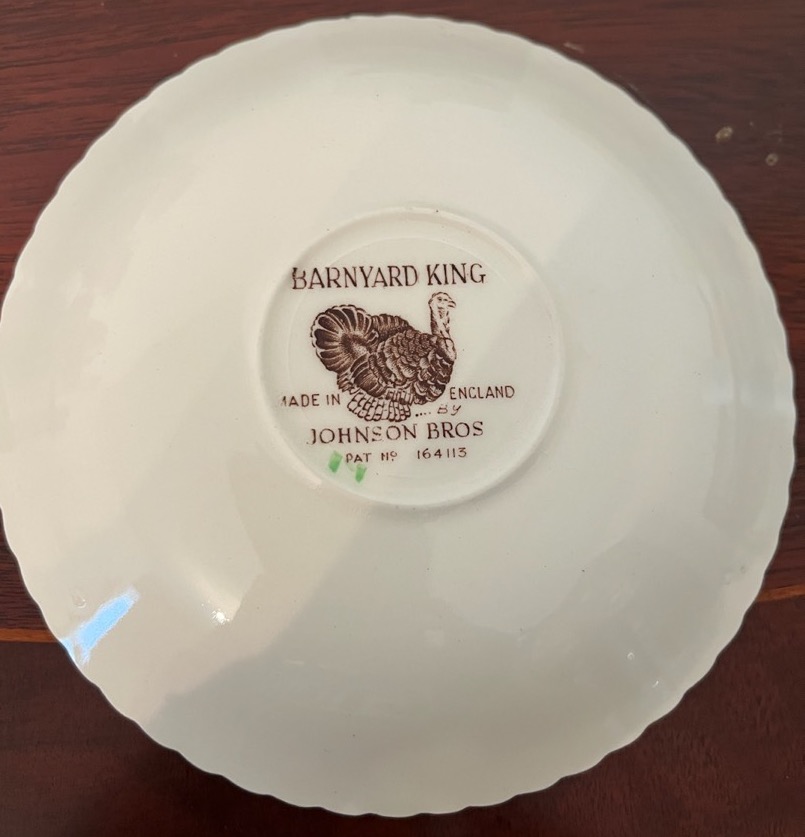 BARNYARD KING
MADE IN ENGLAND
.... By
JOHNSON BROS
PAT Nº 164113